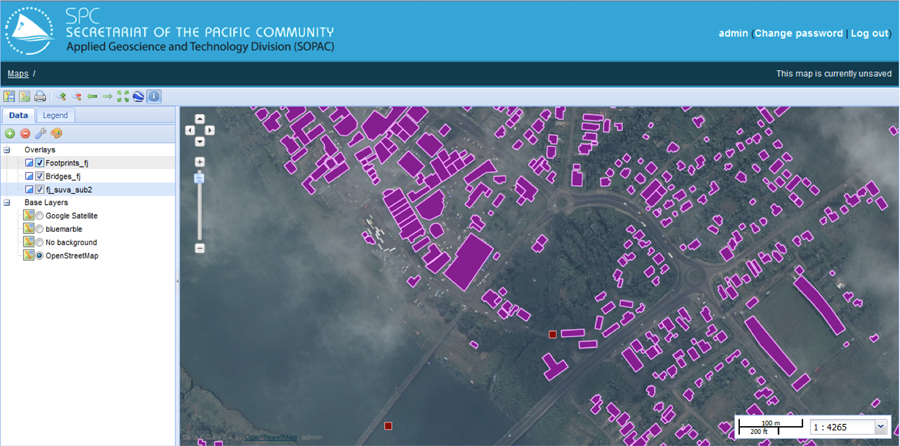 SPC
SECRETARIAT OF THE PACIFIC COMMUNITY
Applied Geoscience and Technology Division (SOPAC)
admin (Change password | Log out)
Maps /
This map is currently unsaved
Data
Legend
Overlays
Footprints_fj
Bridges_fj
fj_suva_sub2
Base Layers
Google Satellite
bluemarble
No background
OpenStreetMap
100 m
200 ft
1 : 4265
OpenStreetMap, admin